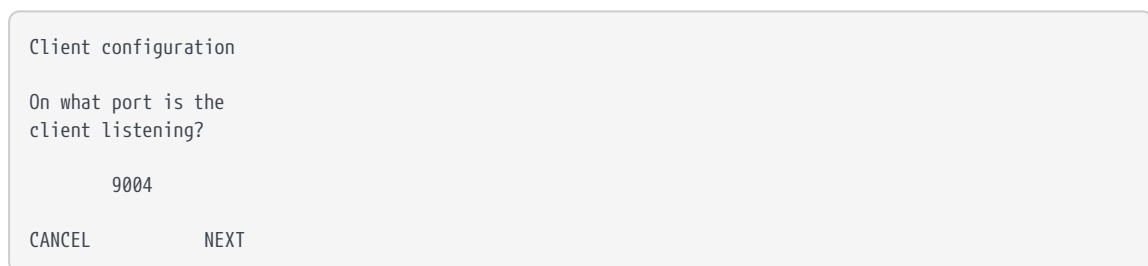 Client configuration
On what port is the
client listening?
9004
CANCEL NEXT